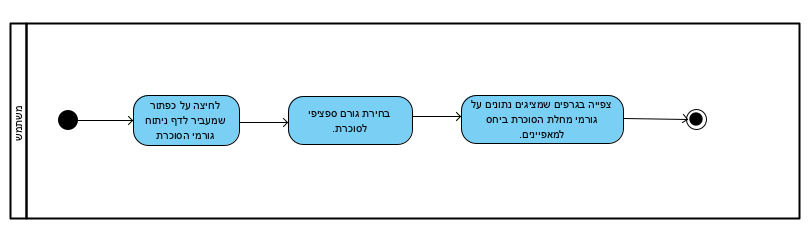 משתמש
לחיצה על כפתור
שמעביר לדף ניתוח
גורמי הסוכרת
בחירת גורם ספציפי
לסוכרת.
צפייה בגרפים שמציגים נתונים על
גורמי מחלת הסוכרת ביחס
למאפיינים.